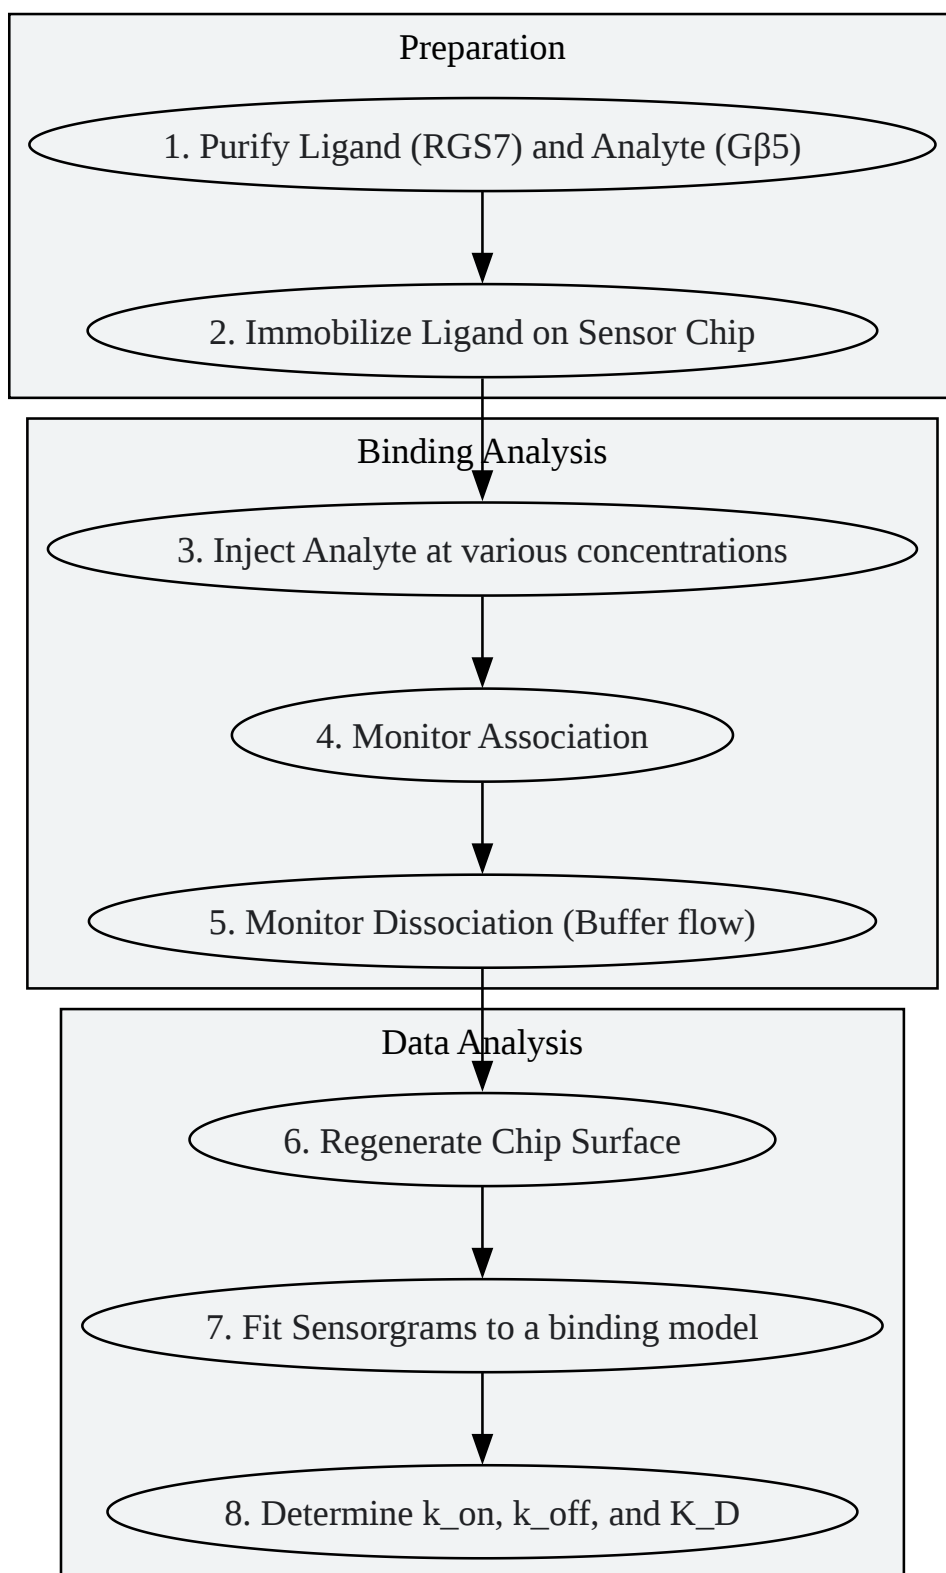 Preparation
1. Purify Ligand (RGS7) and Analyte (Gβ5)
2. Immobilize Ligand on Sensor Chip
Binding Analysis
3. Inject Analyte at various concentrations
4. Monitor Association
5. Monitor Dissociation (Buffer flow)
Data Analysis
6. Regenerate Chip Surface
7. Fit Sensorgrams to a binding model
8. Determine k_on, k_off, and K_D